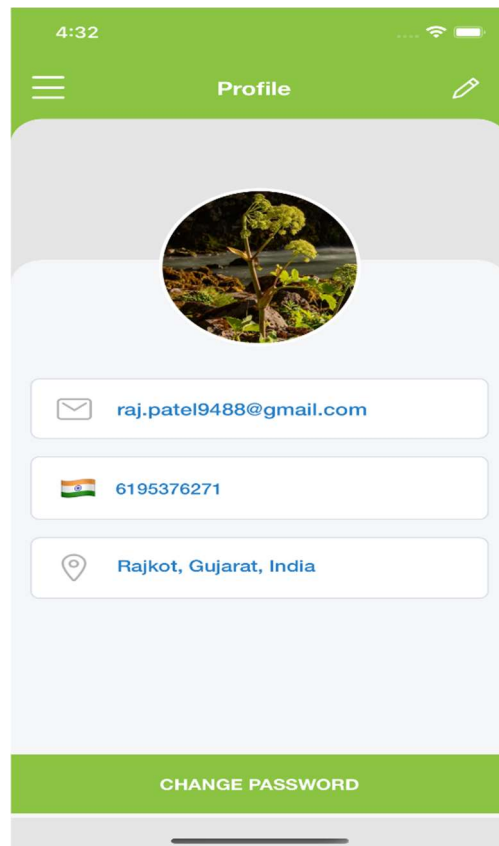 4:32
Profile
raj.patel9488@gmail.com
6195376271
Rajkot, Gujarat, India
CHANGE PASSWORD